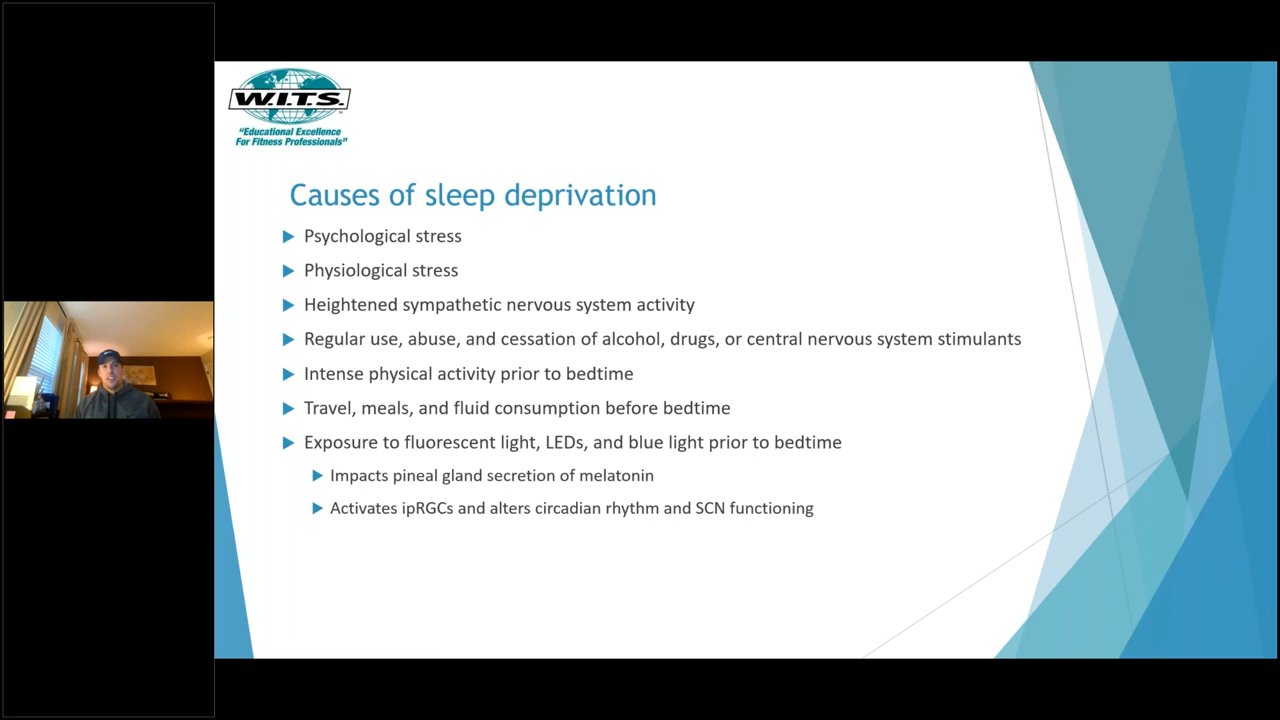 W.I.T.S.
"Educational Excellence
For Fitness Professionals"
Causes of sleep deprivation
Psychological stress
Physiological stress
Heightened sympathetic nervous system activity
Regular use, abuse, and cessation of alcohol, drugs, or central nervous system stimulants
Intense physical activity prior to bedtime
Travel, meals, and fluid consumption before bedtime
Exposure to fluorescent light, LEDs, and blue light prior to bedtime
Impacts pineal gland secretion of melatonin
Activates ipRGCs and alters circadian rhythm and SCN functioning